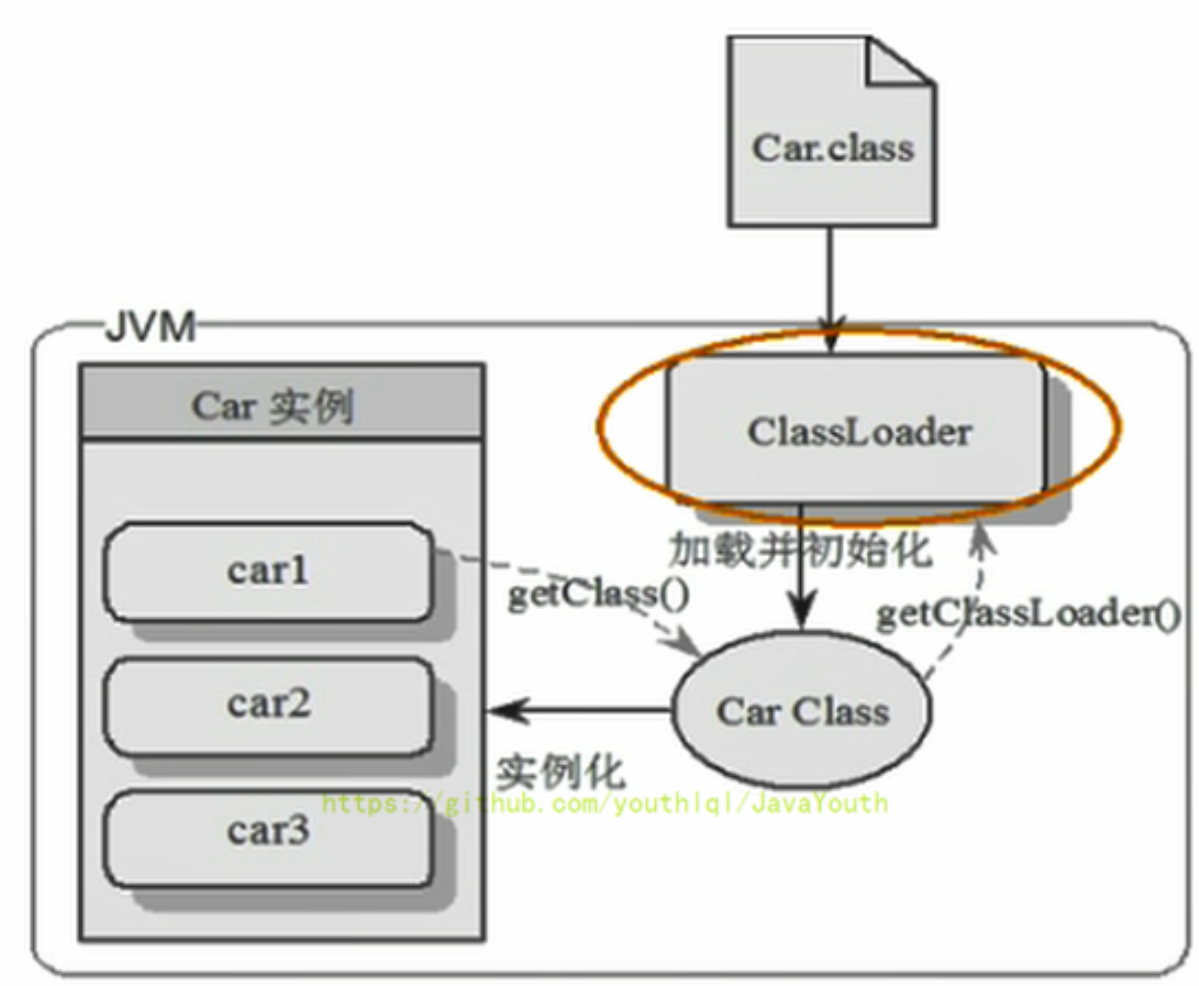 Car.class
JVM
Car 实例
ClassLoader
加载并初始化
car1
getClass()
getClassLoader()
car2
Car Class
实例化
https://github.com/youthlql/JavaYouth
car3